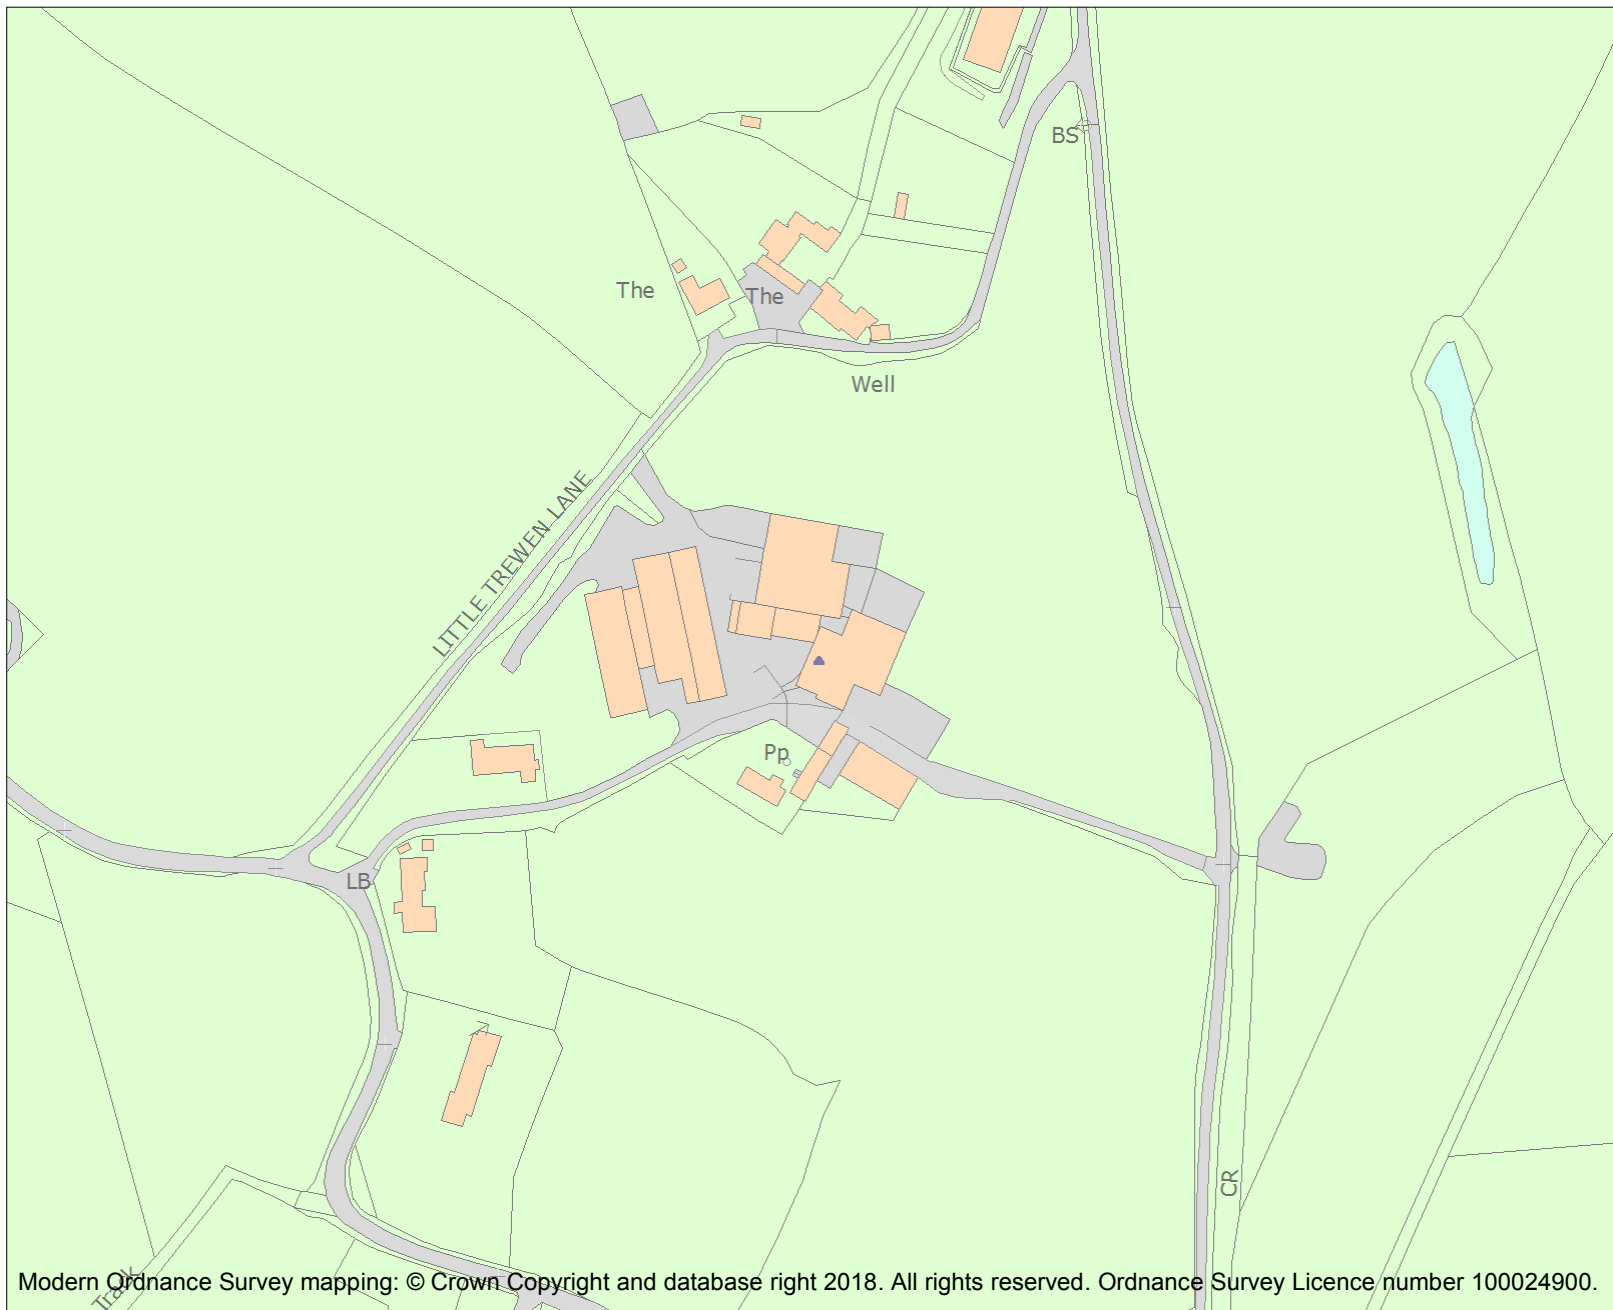 BS
The
The
Well
LITTLE TREWEN LANE
Pp
LB
CR
Track
Modern Ordnance Survey mapping: © Crown Copyright and database right 2018. All rights reserved. Ordnance Survey Licence number 100024900.